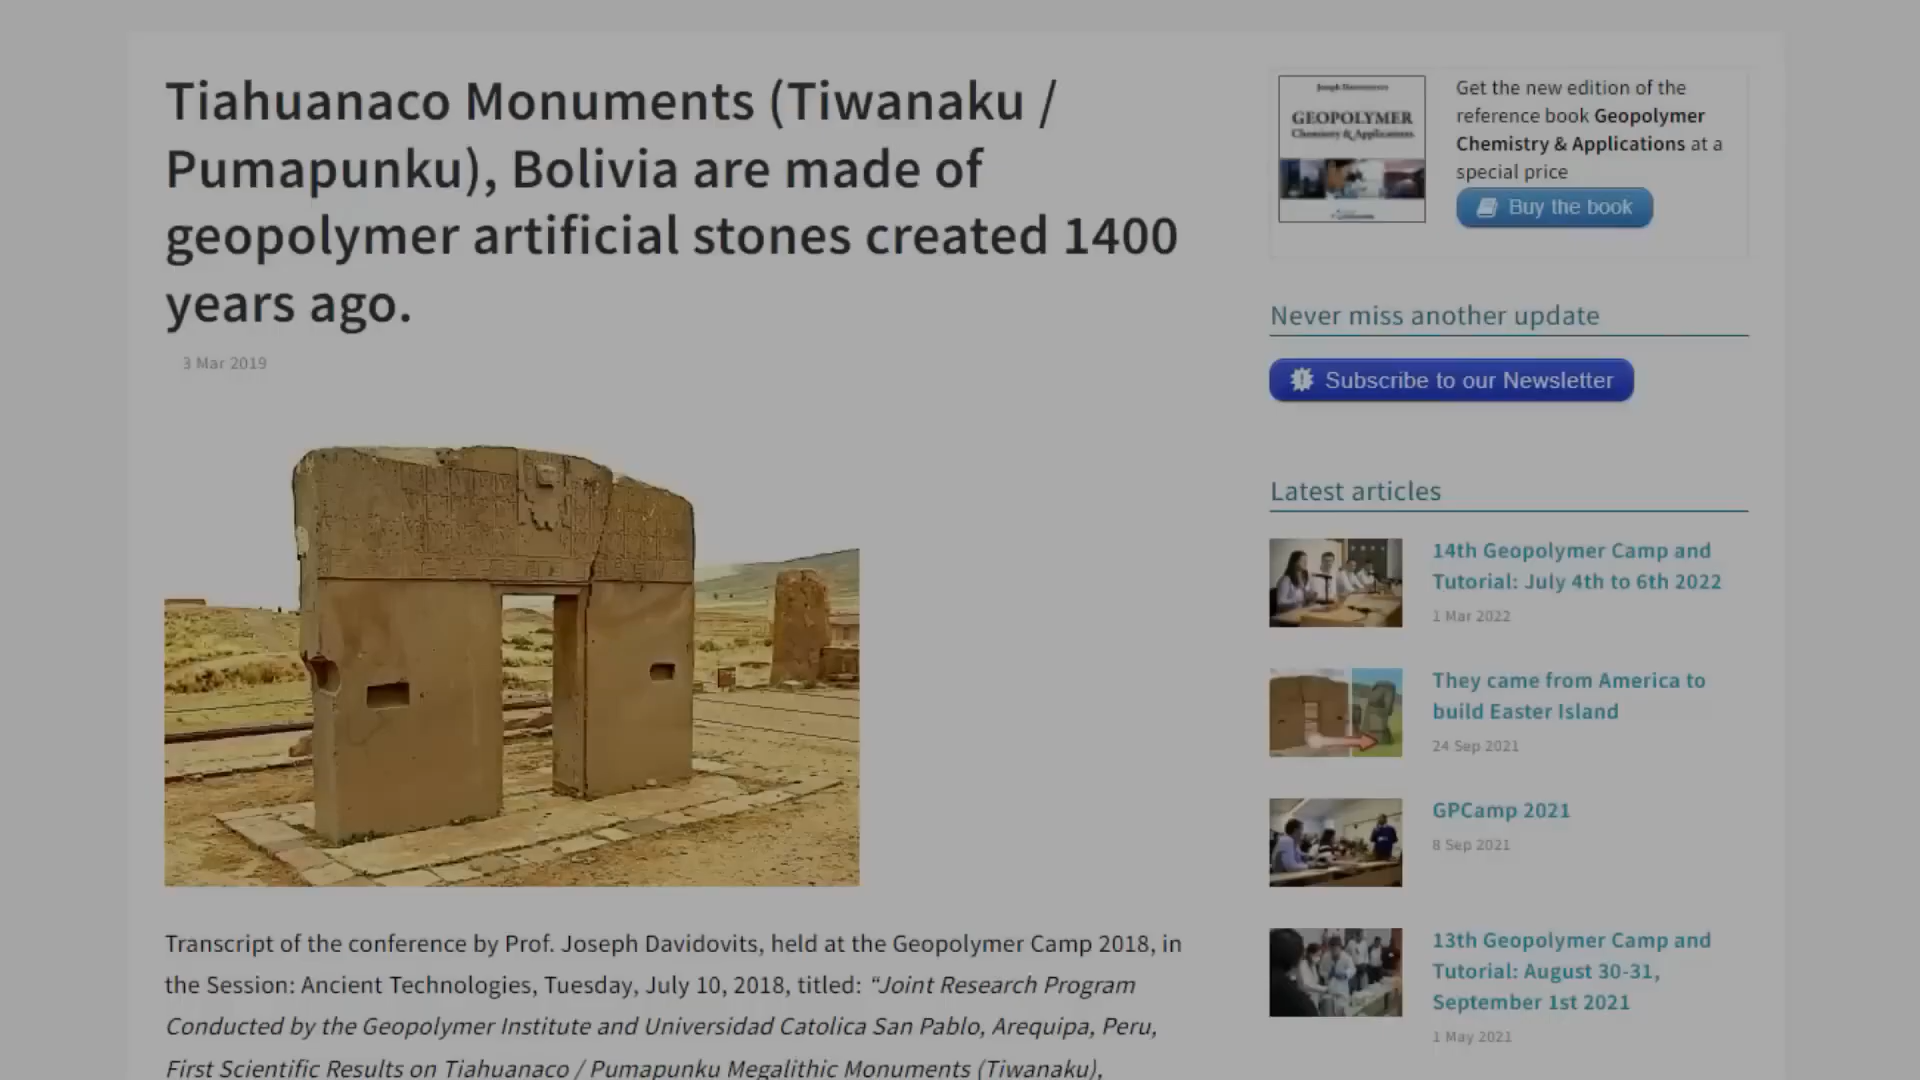 Tiahuanaco Monuments (Tiwanaku /
Pumapunku), Bolivia are made of
geopolymer artificial stones created 1400
years ago.
3 Mar 2019
Transcript of the conference by Prof. Joseph Davidovits, held at the Geopolymer Camp 2018, in
the Session: Ancient Technologies, Tuesday, July 10, 2018, titled: “Joint Research Program
Conducted by the Geopolymer Institute and Universidad Catolica San Pablo, Arequipa, Peru,
First Scientific Results on Tiahuanaco / Pumapunku Megalithic Monuments (Tiwanaku),
Joseph Davidovits
GEOPOLYMER
Chemistry & Applications
Get the new edition of the
reference book Geopolymer
Chemistry & Applications at a
special price
Buy the book
Never miss another update
Subscribe to our Newsletter
Latest articles
14th Geopolymer Camp and
Tutorial: July 4th to 6th 2022
1 Mar 2022
They came from America to
build Easter Island
24 Sep 2021
GPCamp 2021
8 Sep 2021
13th Geopolymer Camp and
Tutorial: August 30-31,
September 1st 2021
1 May 2021